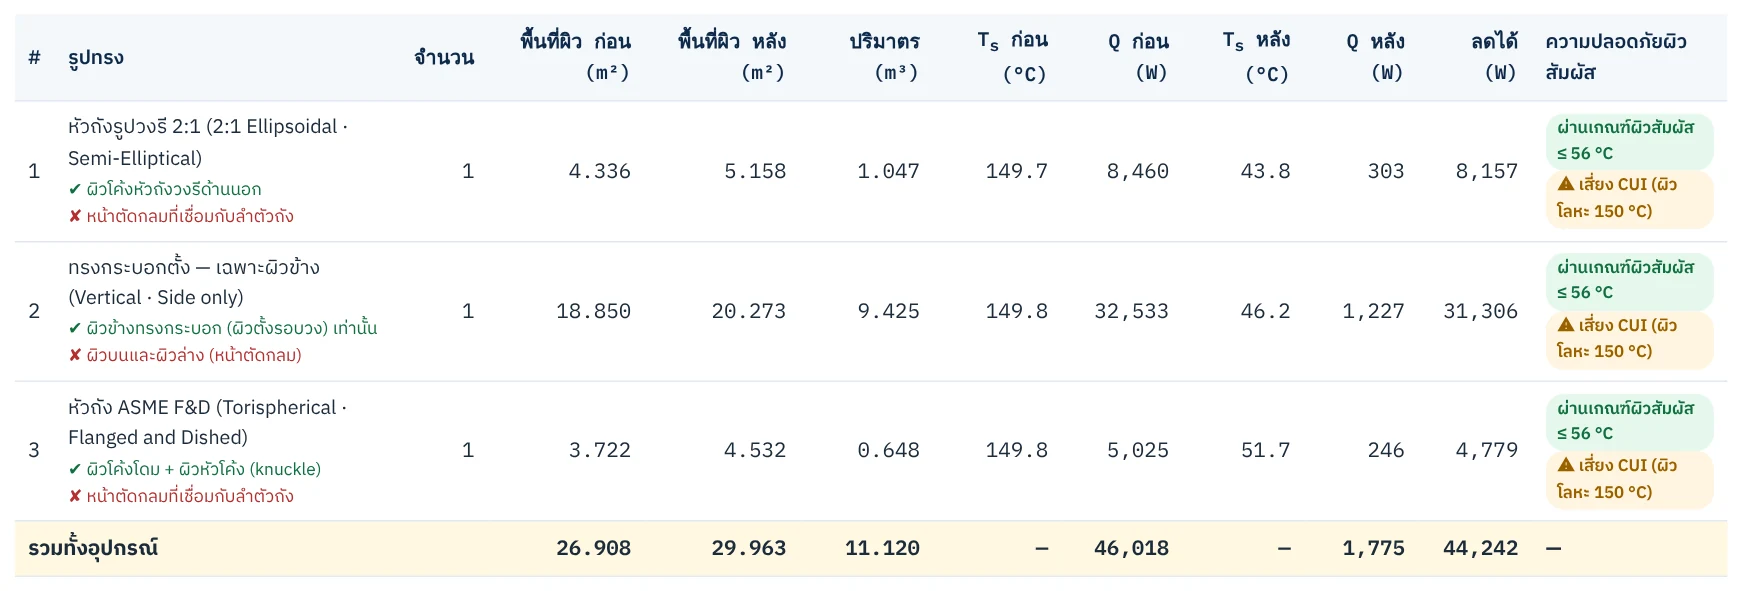 # รูปทรง จำนวน พื้นที่ผิว ก่อน (m²) พื้นที่ผิว หลัง (m²) ปริมาตร (m³) Ts ก่อน (°C) Q ก่อน (W) Ts หลัง (°C) Q หลัง (W) ลดได้ (W) ความปลอดภัยผิวสัมผัส
1 หัวถังรูปวงรี 2:1 (2:1 Ellipsoidal ·
Semi-Elliptical)
✔ ผิวโค้งหัวถังวงรีด้านนอก
✘ หน้าตัดกลมที่เชื่อมกับลำตัวถัง
1 4.336 5.158 1.047 149.7 8,460 43.8 303 8,157
ผ่านเกณฑ์ผิวสัมผัส
≤ 56 °C
⚠ เสี่ยง CUI (ผิว
โลหะ 150 °C)
2 ทรงกระบอกตั้ง — เฉพาะผิวข้าง
(Vertical · Side only)
✔ ผิวข้างทรงกระบอก (ผิวตั้งรอบวง) เท่านั้น
✘ ผิวบนและผิวล่าง (หน้าตัดกลม)
1 18.850 20.273 9.425 149.8 32,533 46.2 1,227 31,306
ผ่านเกณฑ์ผิวสัมผัส
≤ 56 °C
⚠ เสี่ยง CUI (ผิว
โลหะ 150 °C)
3 หัวถัง ASME F&D (Torispherical ·
Flanged and Dished)
✔ ผิวโค้งโดม + ผิวหัวโค้ง (knuckle)
✘ หน้าตัดกลมที่เชื่อมกับลำตัวถัง
1 3.722 4.532 0.648 149.8 5,025 51.7 246 4,779
ผ่านเกณฑ์ผิวสัมผัส
≤ 56 °C
⚠ เสี่ยง CUI (ผิว
โลหะ 150 °C)
รวมทั้งอุปกรณ์ 26.908 29.963 11.120 — 46,018 — 1,775 44,242 —